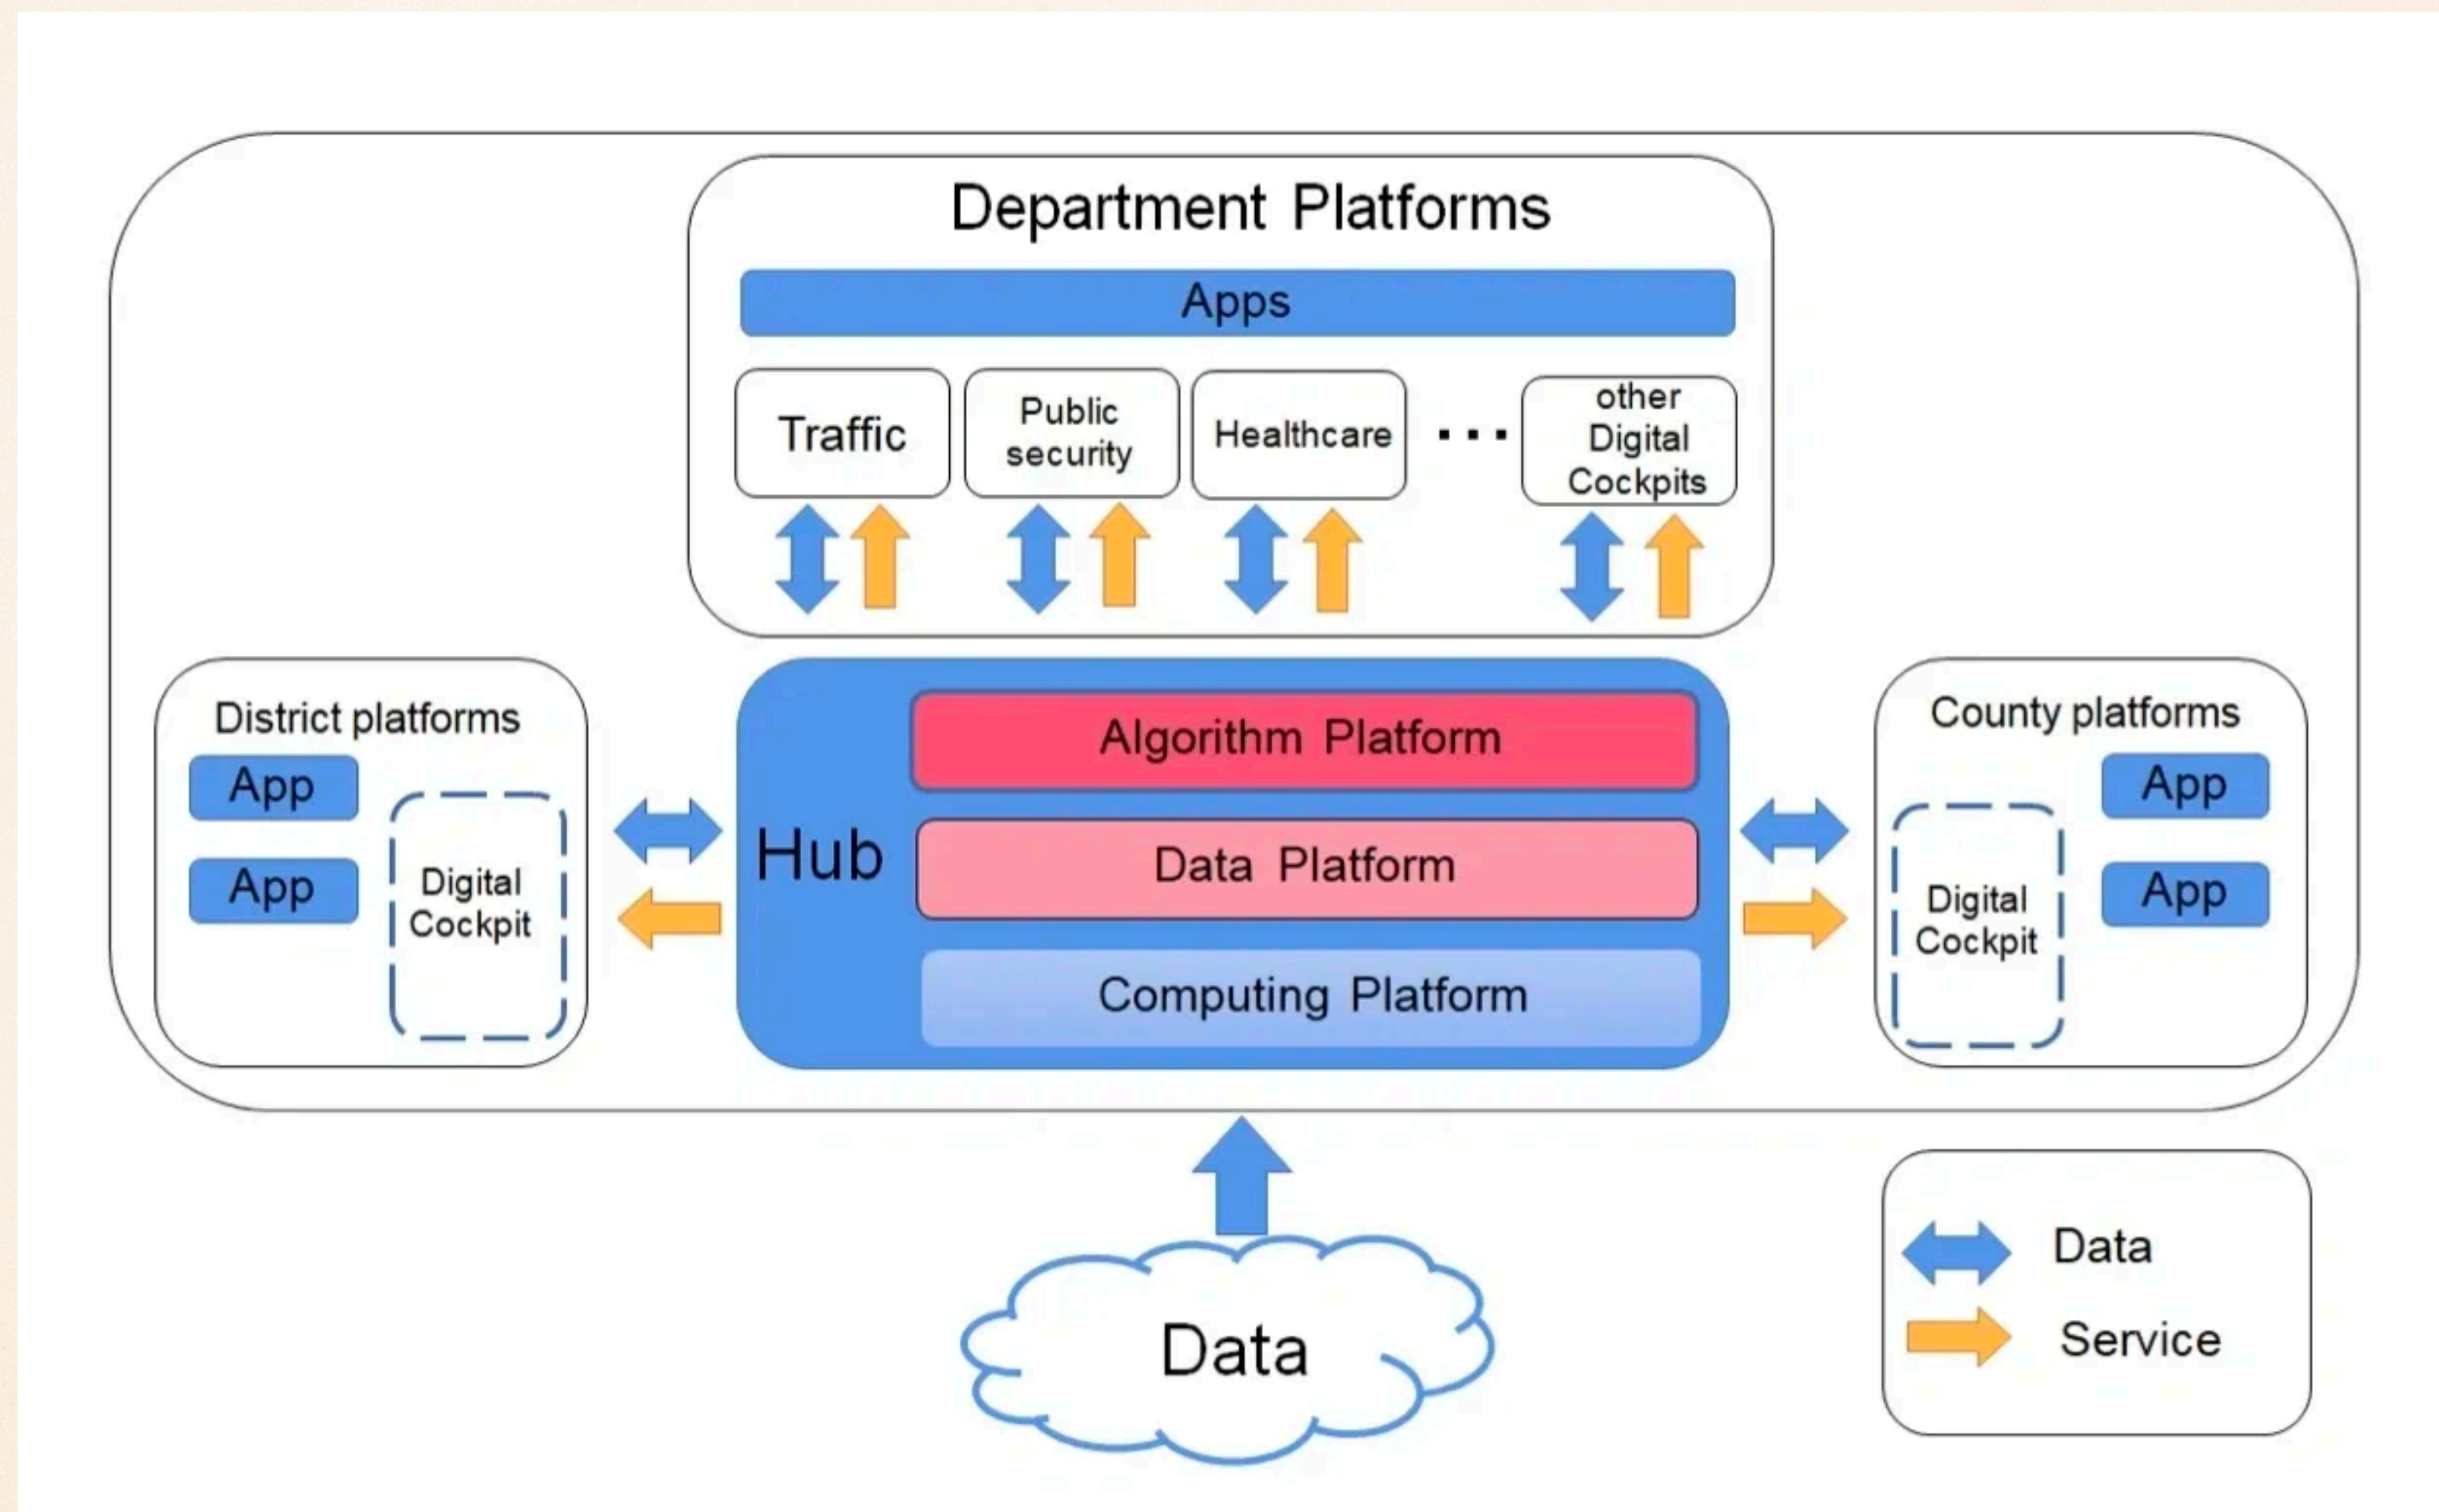 Department Platforms
Apps
Traffic
Public
security
Healthcare
...
other
Digital
Cockpits
District platforms
App
App
Digital
Cockpit
Hub
Algorithm Platform
Data Platform
Computing Platform
County platforms
App
App
Digital
Cockpit
Data
Data
Service